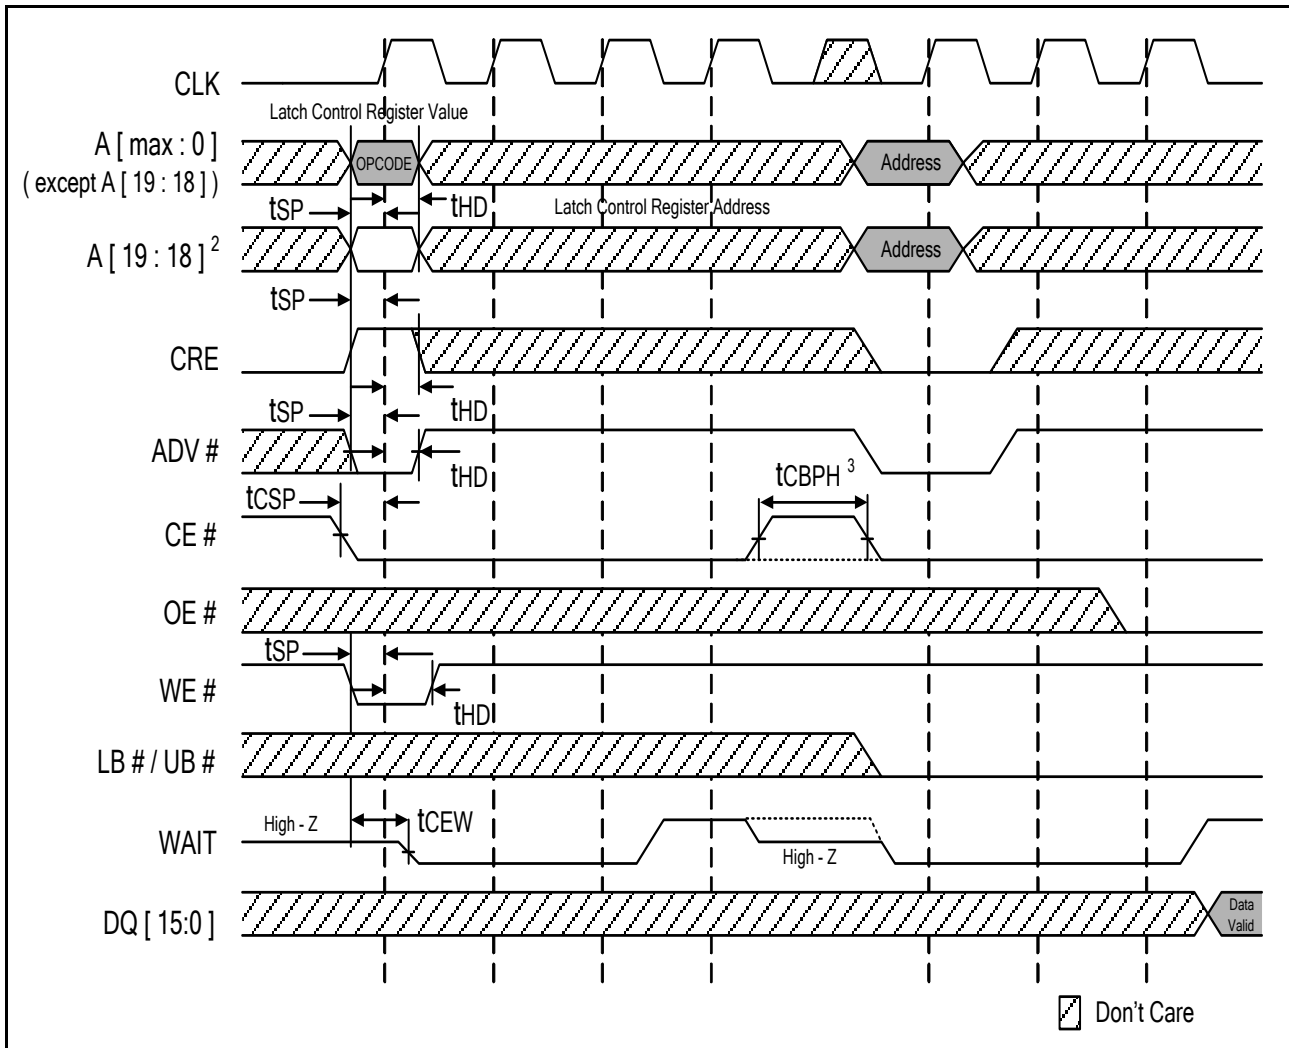 CLK
Latch Control Register Value
A [ max : 0 ]
( except A [ 19 : 18 ] )
OPCODE
Address
tSP
tHD
Latch Control Register Address
A [ 19 : 18 ] 2
Address
tSP
CRE
tSP
tHD
ADV #
tHD
tCBPH 3
tCSP
CE #
OE #
tSP
WE #
tHD
LB # / UB #
tCEW
High - Z
WAIT
High - Z
DQ [ 15:0 ]
Data
Valid
Don't Care